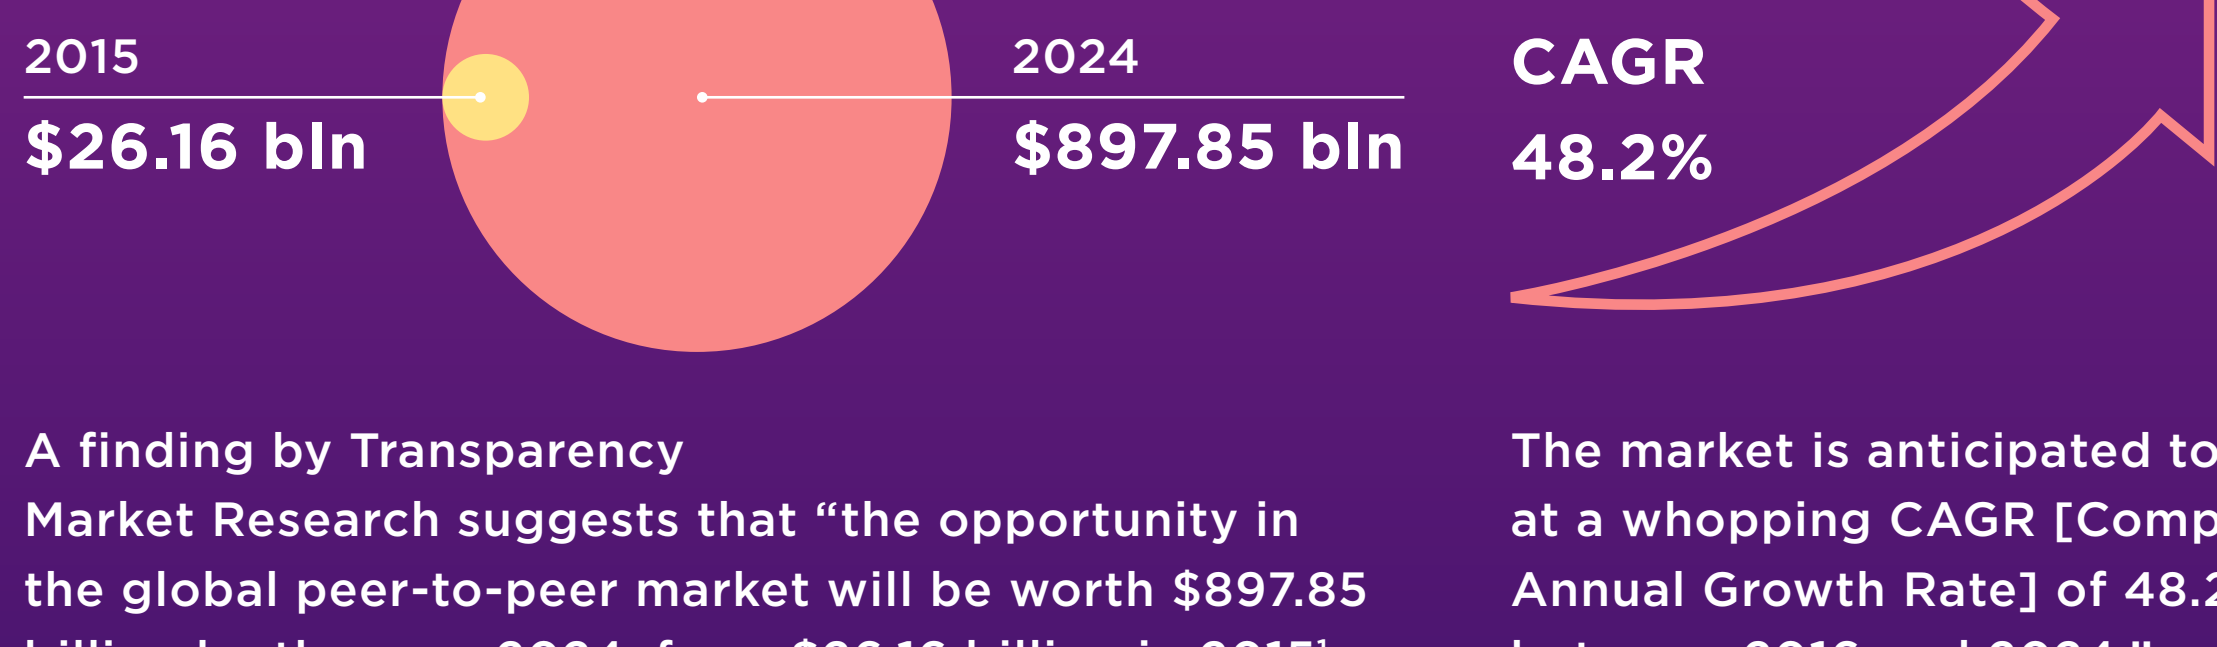 2015
$26.16 bln
2024
$897.85 bln
CAGR
48.2%
A finding by Transparency
Market Research suggests that “the opportunity in
the global peer-to-peer market will be worth $897.85
The market is anticipated to
at a whopping CAGR [Comp
Annual Growth Rate] of 48.2